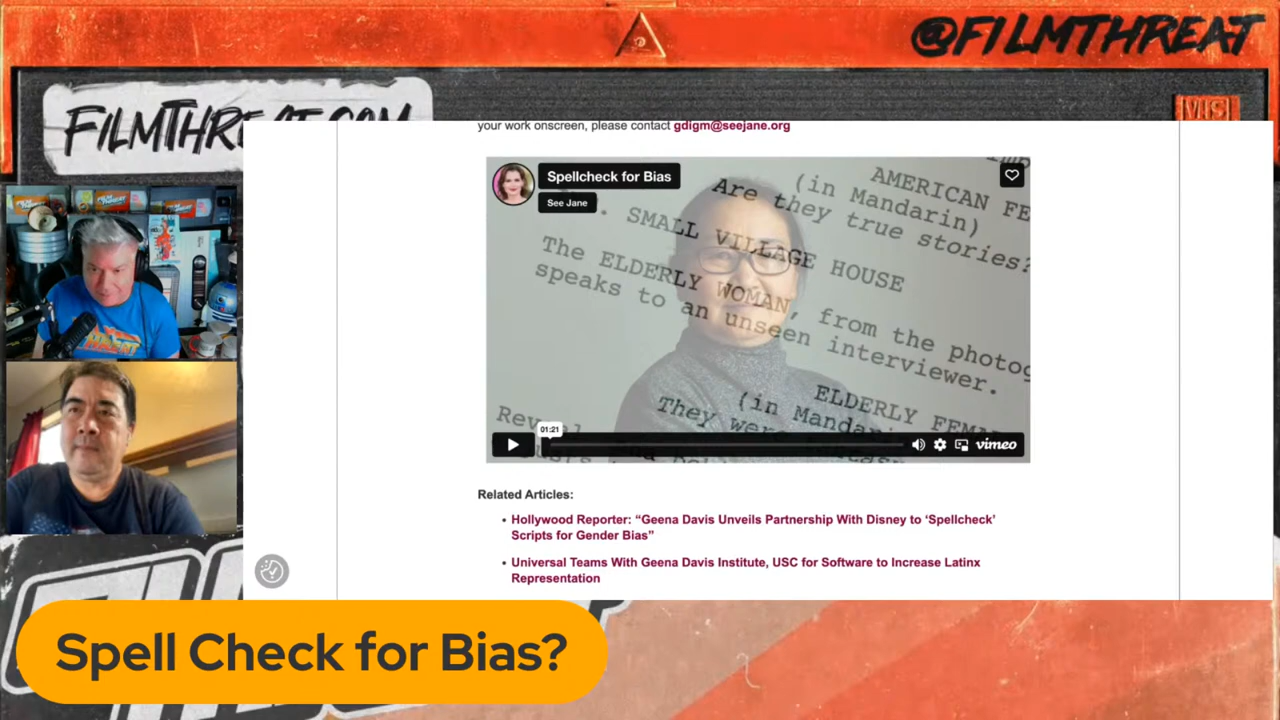 @FILMTHREAT
FILMTHREAT.COM
your work onscreen, please contact gdigm@seejane.org
Spellcheck for Bias
See Jane
AMERICAN FE
(in Mandarin)
Are they true stories?
. SMALL VILLAGE HOUSE
The ELDERLY WOMAN, from the photog
speaks to an unseen interviewer.
ELDERLY FEMA
(in Mandar
They wer
Rev
01:21
vimeo
Related Articles:
• Hollywood Reporter: “Geena Davis Unveils Partnership With Disney to ‘Spellcheck’
Scripts for Gender Bias”
• Universal Teams With Geena Davis Institute, USC for Software to Increase Latinx
Representation
Spell Check for Bias?